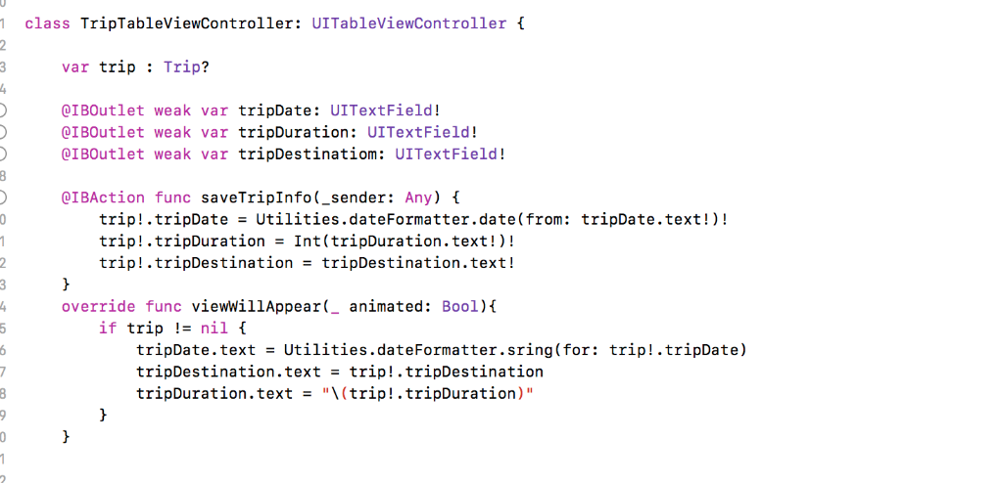 class TripTableViewController: UITableViewController {
var trip : Trip?
@IBOutlet weak var tripDate: UITextField!
@IBOutlet weak var tripDuration: UITextField!
@IBOutlet weak var tripDestinatiom: UITextField!
@IBAction func saveTripInfo(_sender: Any) {
trip!.tripDate = Utilities.dateFormatter.date(from: tripDate.text!)!
trip!.tripDuration = Int(tripDuration.text!)!
trip!.tripDestination = tripDestination.text!
}
override func viewWillAppear(_ animated: Bool){
if trip != nil {
tripDate.text = Utilities.dateFormatter.sring(for: trip!.tripDate)
tripDestination.text = trip!.tripDestination
tripDuration.text = "\(trip!.tripDuration)"
}
}